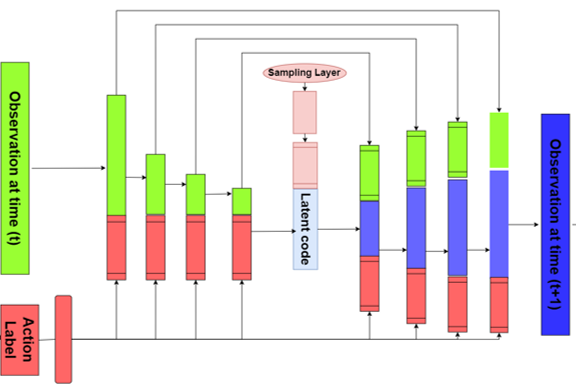 Observation at time (t)
Action
Label
Sampling Layer
Latent code
Observation at time (t+1)